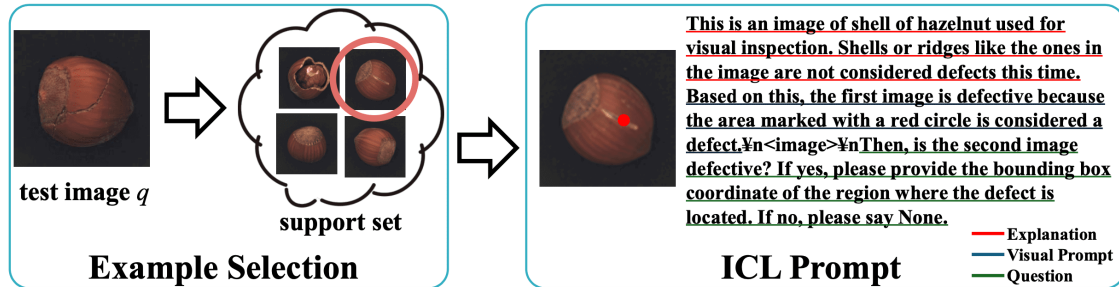 test image q
support set
Example Selection
This is an image of shell of hazelnut used for
visual inspection. Shells or ridges like the ones in
the image are not considered defects this time.
Based on this, the first image is defective because
the area marked with a red circle is considered a
defect.¥n<image>¥nThen, is the second image
defective? If yes, please provide the bounding box
coordinate of the region where the defect is
located. If no, please say None.
Explanation
Visual Prompt
Question
ICL Prompt